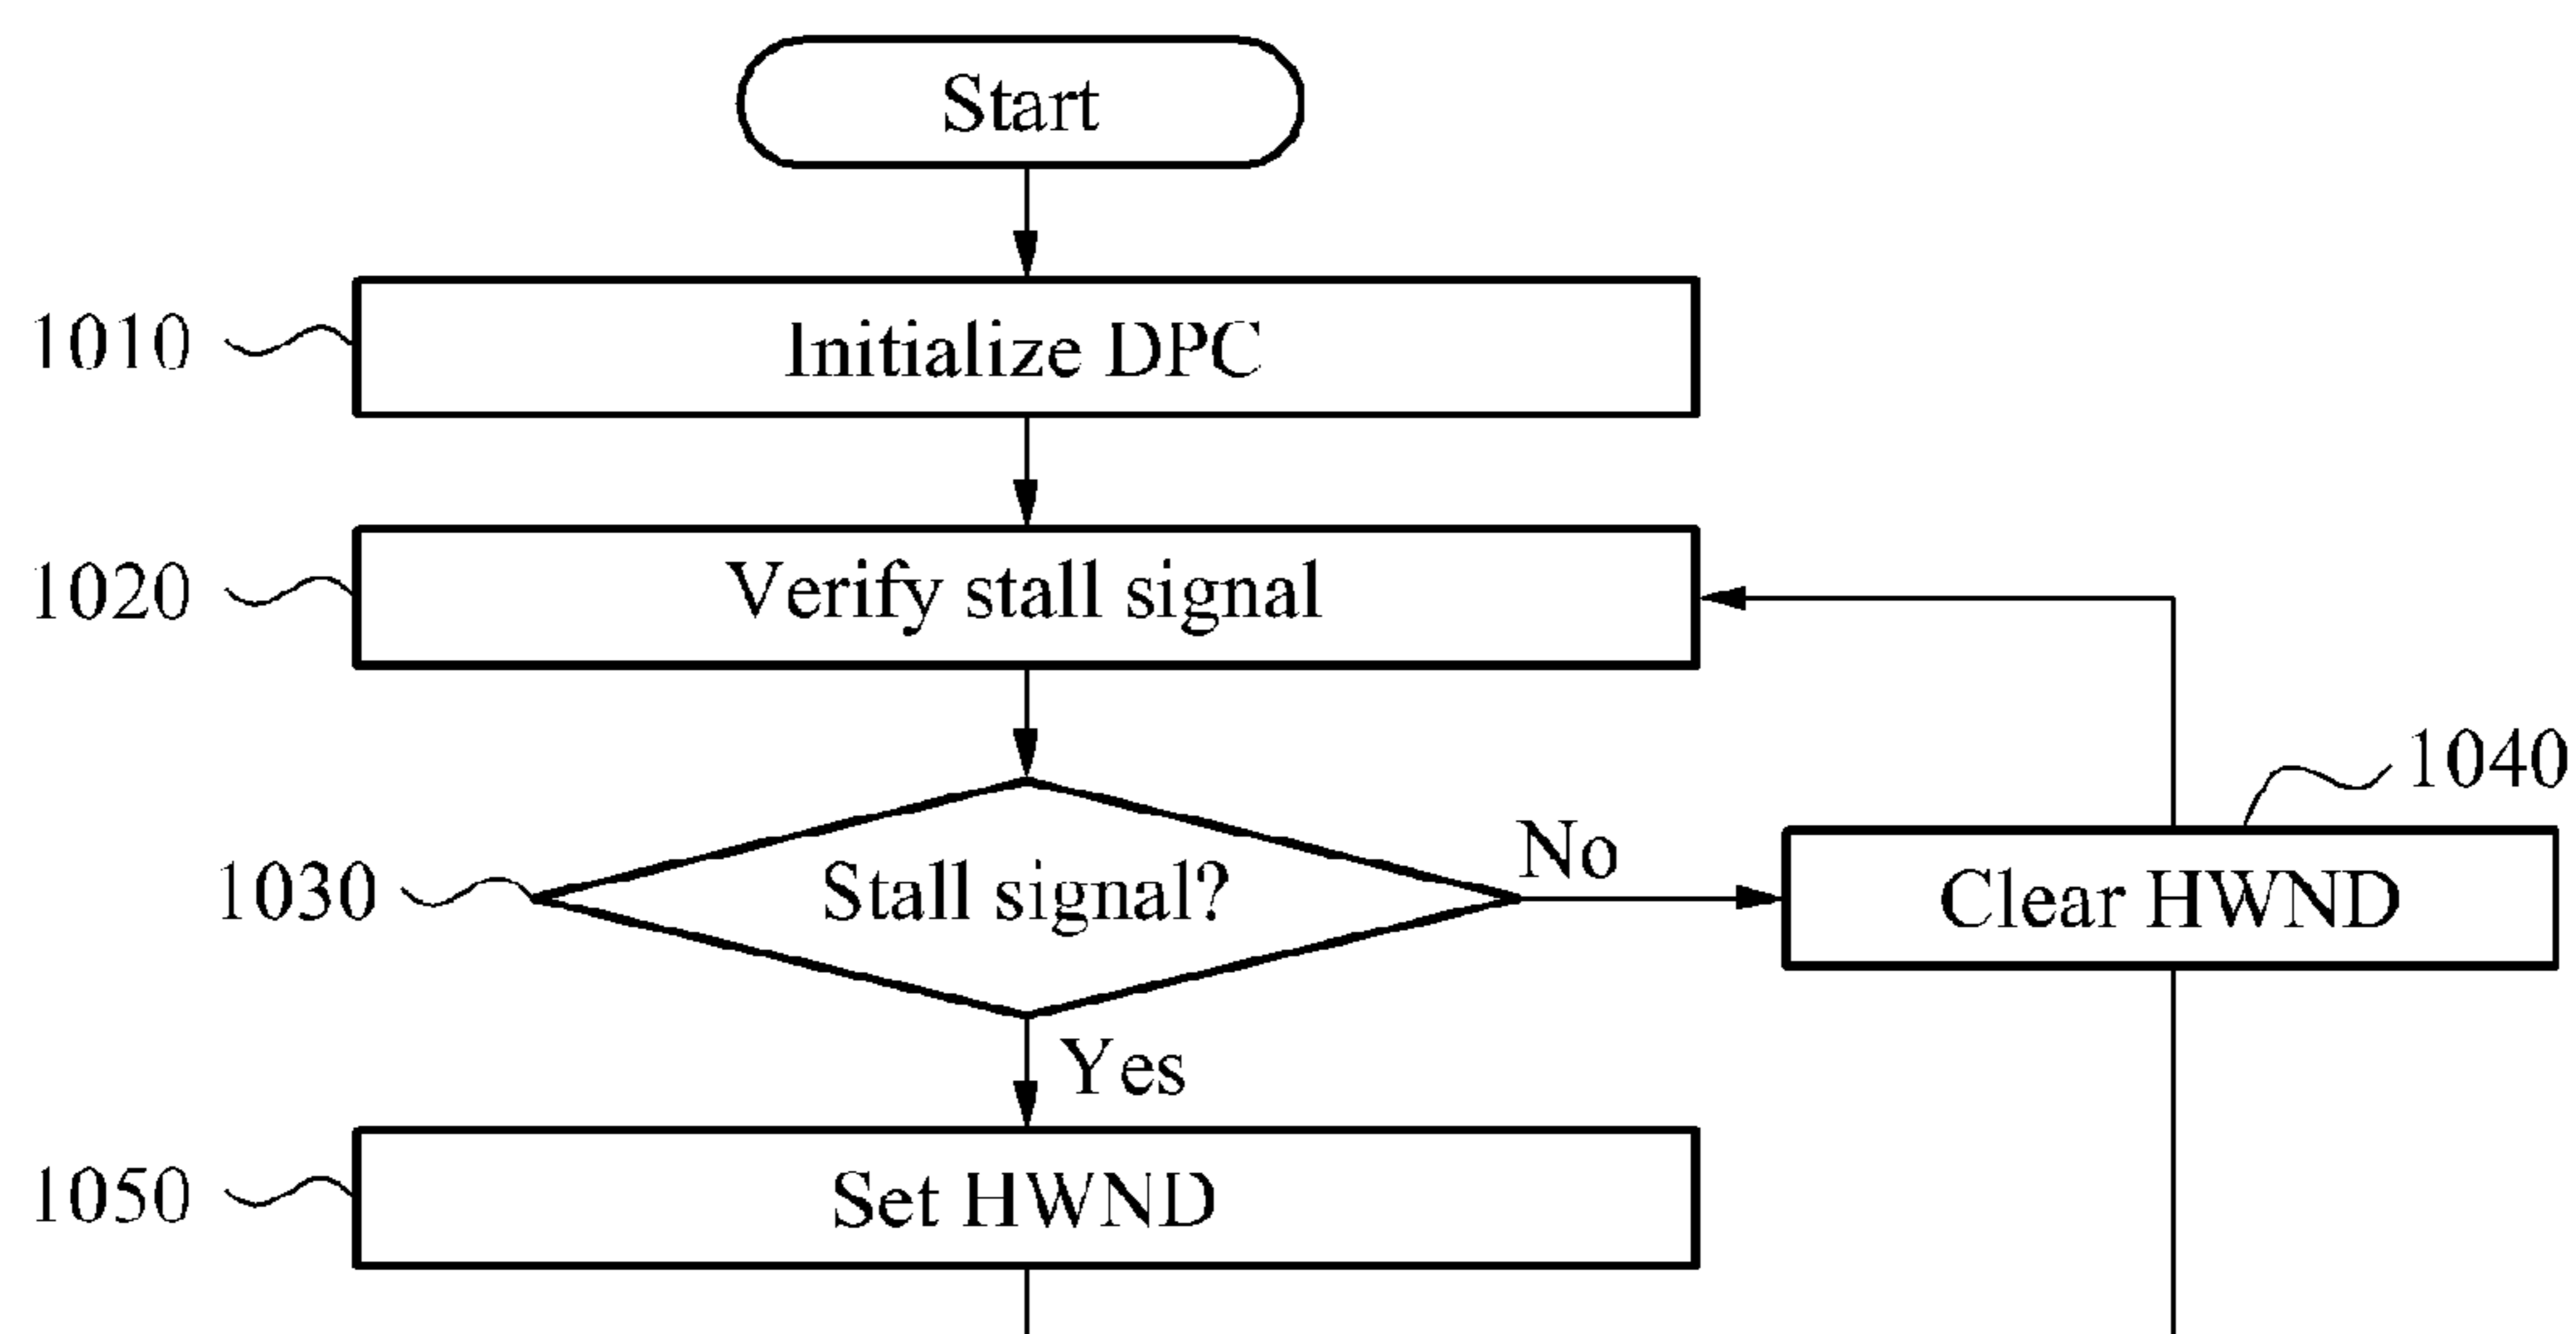 Start
1010
Initialize DPC
1020
Verify stall signal
1040
1030
Stall signal?
No
Clear HWND
Yes
1050
Set HWND